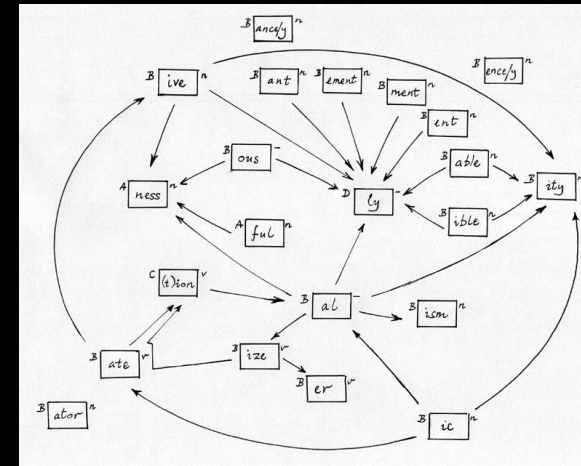 B ance/y n
B ive n
B ant n
B ement n
B ment n
B ence/y n
B ent n
B ous -
B able n
A ness n
D ly -
B ity n
A ful n
B ible n
C (t)ion v
B al -
B ism n
B ate v
B ize v
B er v
B ator n
B ic n